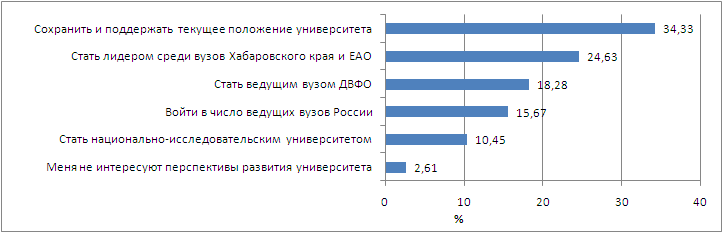 Сохранить и поддержать текущее положение университета 34,33
Стать лидером среди вузов Хабаровского края и ЕАО 24,63
Стать ведущим вузом ДВФО 18,28
Войти в число ведущих вузов России 15,67
Стать национально-исследовательским университетом 10,45
Меня не интересуют перспективы развития университета 2,61
0 10 20 30 40
%